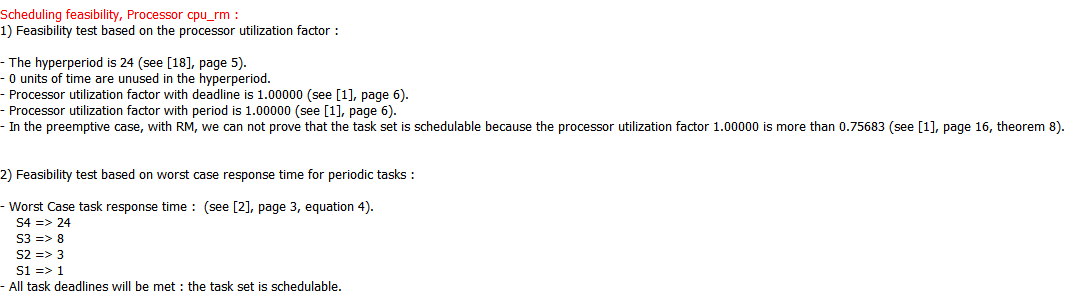 Scheduling feasibility, Processor cpu_rm :
1) Feasibility test based on the processor utilization factor :
- The hyperperiod is 24 (see [18], page 5).
- 0 units of time are unused in the hyperperiod.
- Processor utilization factor with deadline is 1.00000 (see [1], page 6).
- Processor utilization factor with period is 1.00000 (see [1], page 6).
- In the preemptive case, with RM, we can not prove that the task set is schedulable because the processor utilization factor 1.00000 is more than 0.75683 (see [1], page 16, theorem 8).
2) Feasibility test based on worst case response time for periodic tasks :
- Worst Case task response time :  (see [2], page 3, equation 4).
S4 => 24
S3 => 8
S2 => 3
S1 => 1
- All task deadlines will be met : the task set is schedulable.